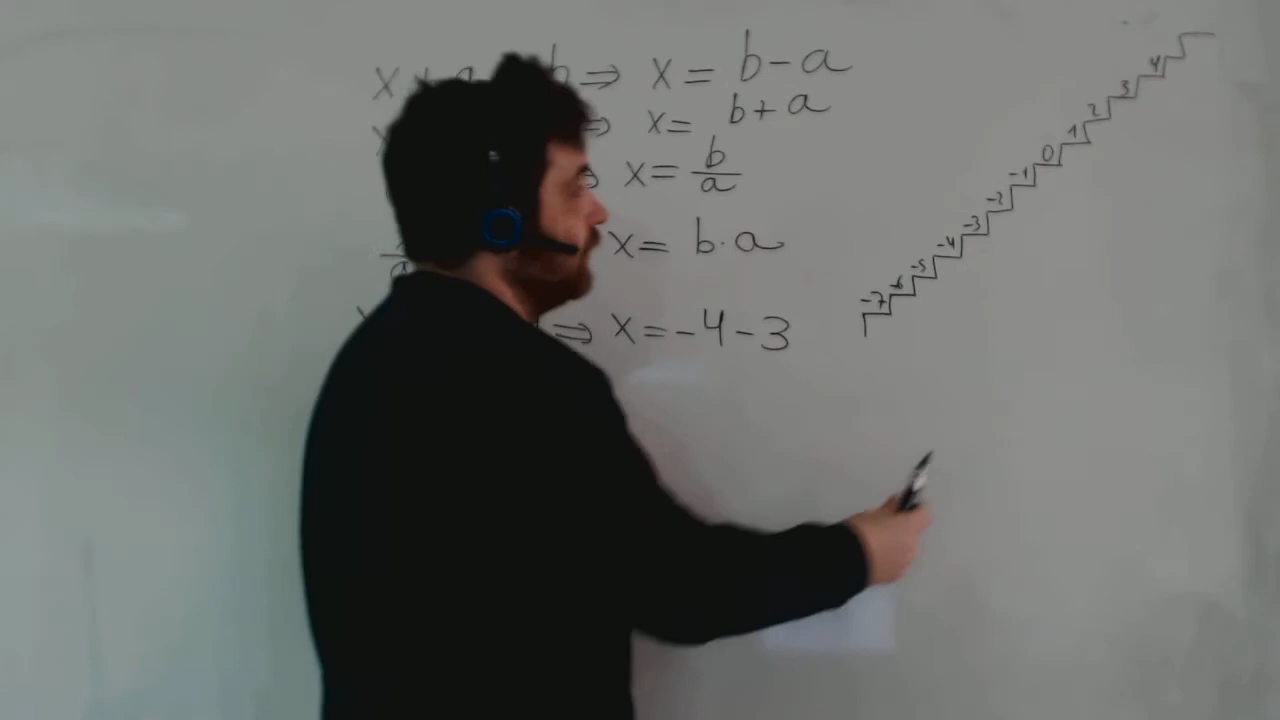 x + a b ⇒ x = b - a
⇒ x = b + a
x = b/a
x = b · a
⇒ x = -4 - 3
-7 -6 -5 -4 -3 -2 -1 0 1 2 3 4